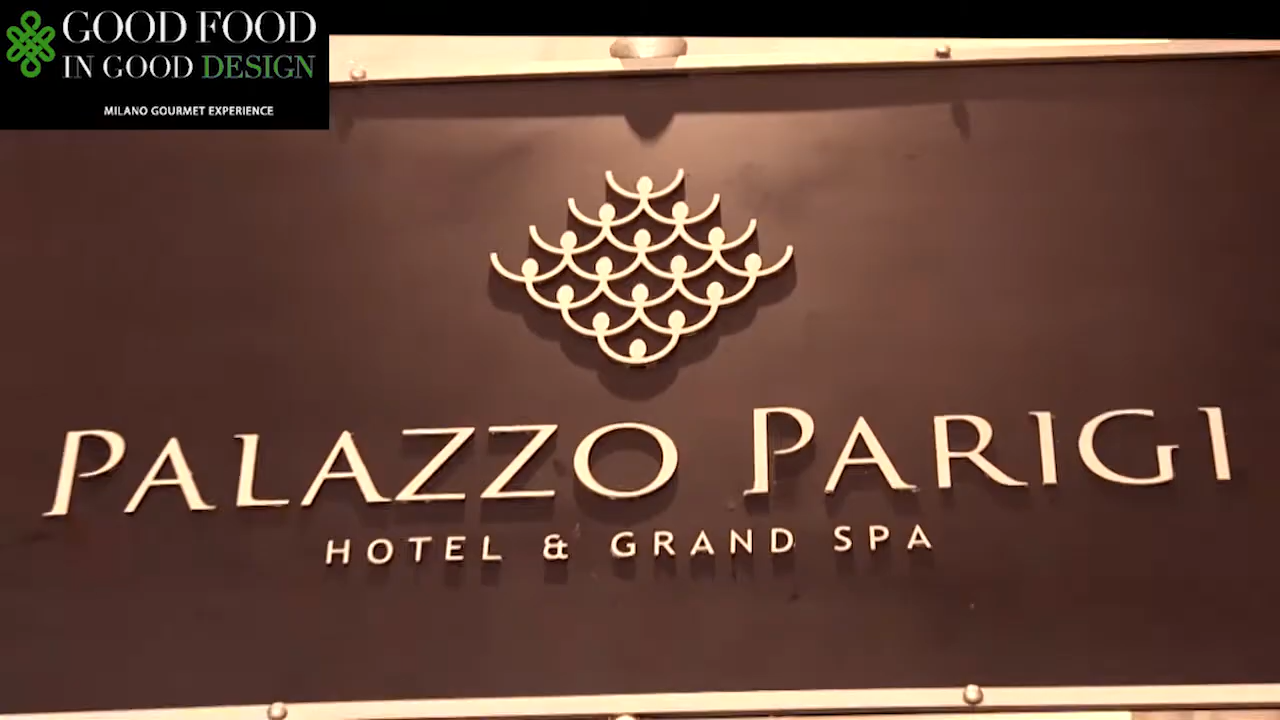 GOOD FOOD
IN GOOD DESIGN
MILANO GOURMET EXPERIENCE
PALAZZO PARIGI
HOTEL & GRAND SPA